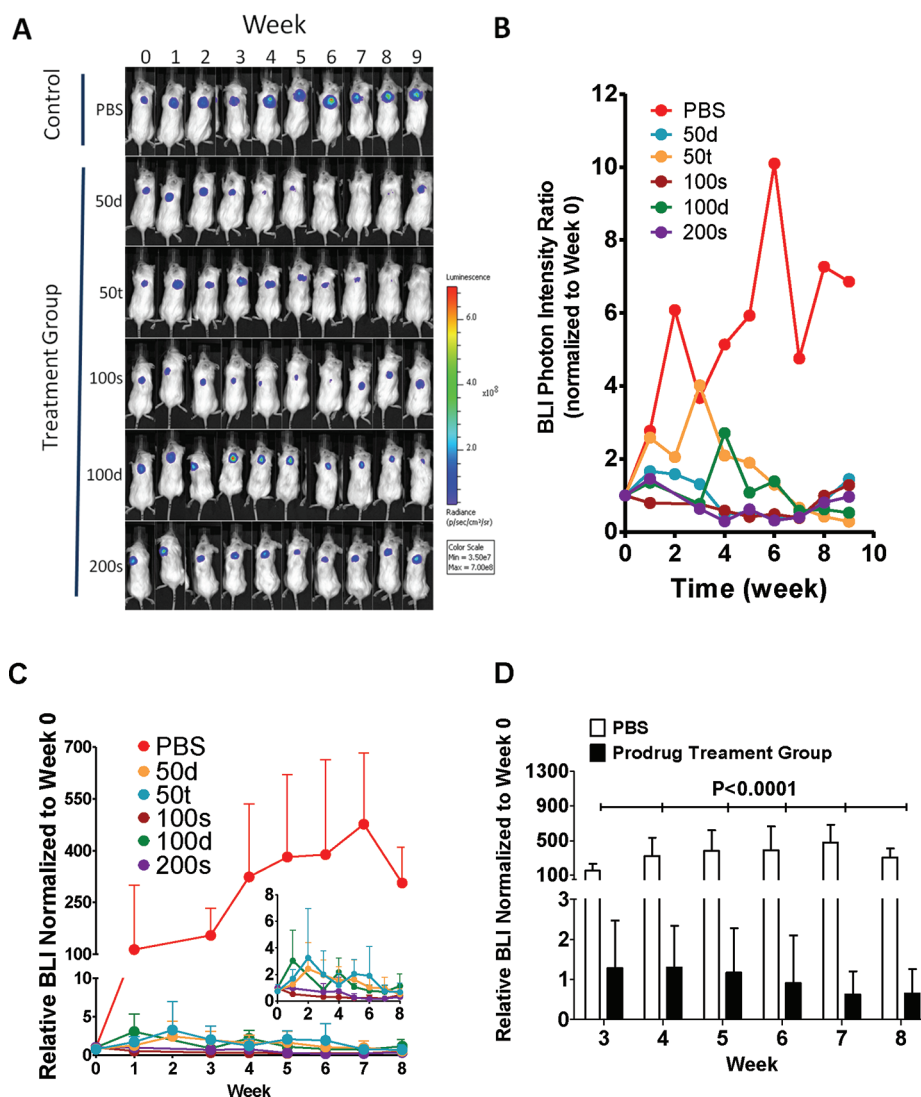 A
Week
0 1 2 3 4 5 6 7 8 9
Control
PBS
Treatment Group
50d
50t
100s
100d
200s
Luminescence
6.0
4.0
x10⁸
2.0
Radiance
(p/sec/cm²/sr)
Color Scale
Min = 3.50e7
Max = 7.00e8
B
BLI Photon Intensity Ratio
(normalized to Week 0)
12
10
8
6
4
2
0
PBS
50d
50t
100s
100d
200s
0 2 4 6 8 10
Time (week)
C
Relative BLI Normalized to Week 0
700
550
400
250
100
10
5
0
PBS
50d
50t
100s
100d
200s
8
6
4
2
0
0 2 4 6 8
0 1 2 3 4 5 6 7 8
Week
D
PBS
Prodrug Treament Group
Relative BLI Normalized to Week 0
1300
900
500
100
3
2
1
0
P<0.0001
3 4 5 6 7 8
Week